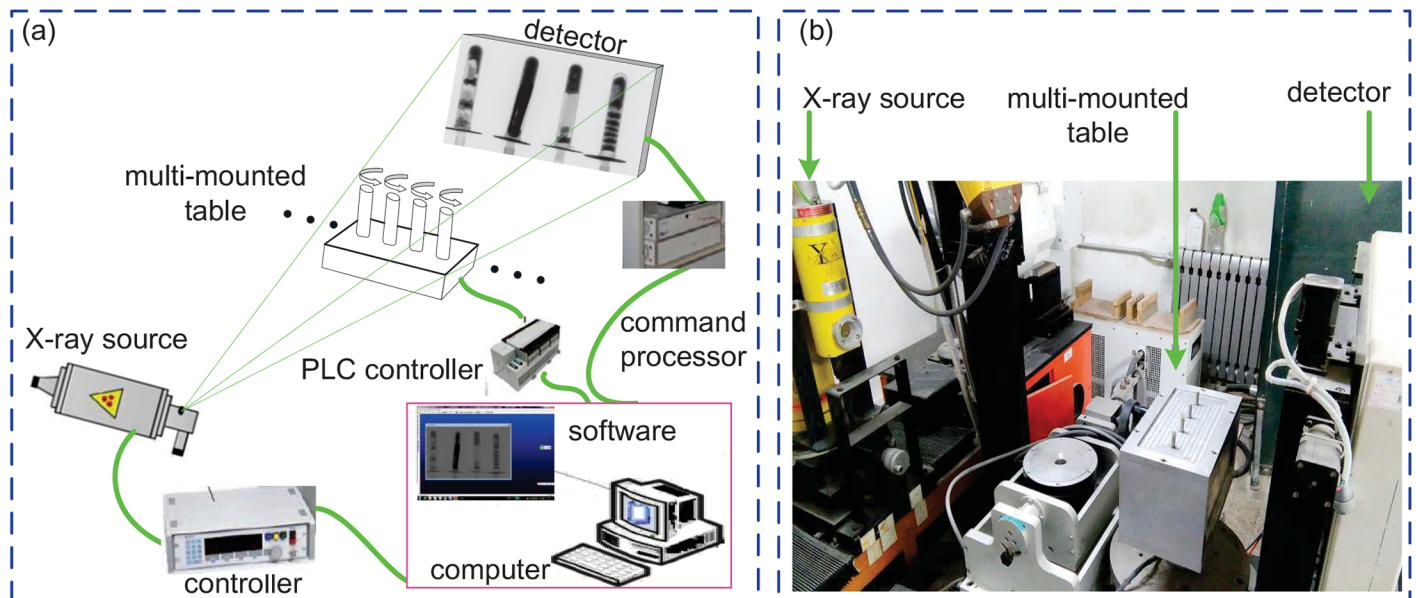 (a)
detector
multi-mounted
table
X-ray source
PLC controller
command
processor
software
computer
controller
(b)
X-ray source
multi-mounted
table
detector
Y